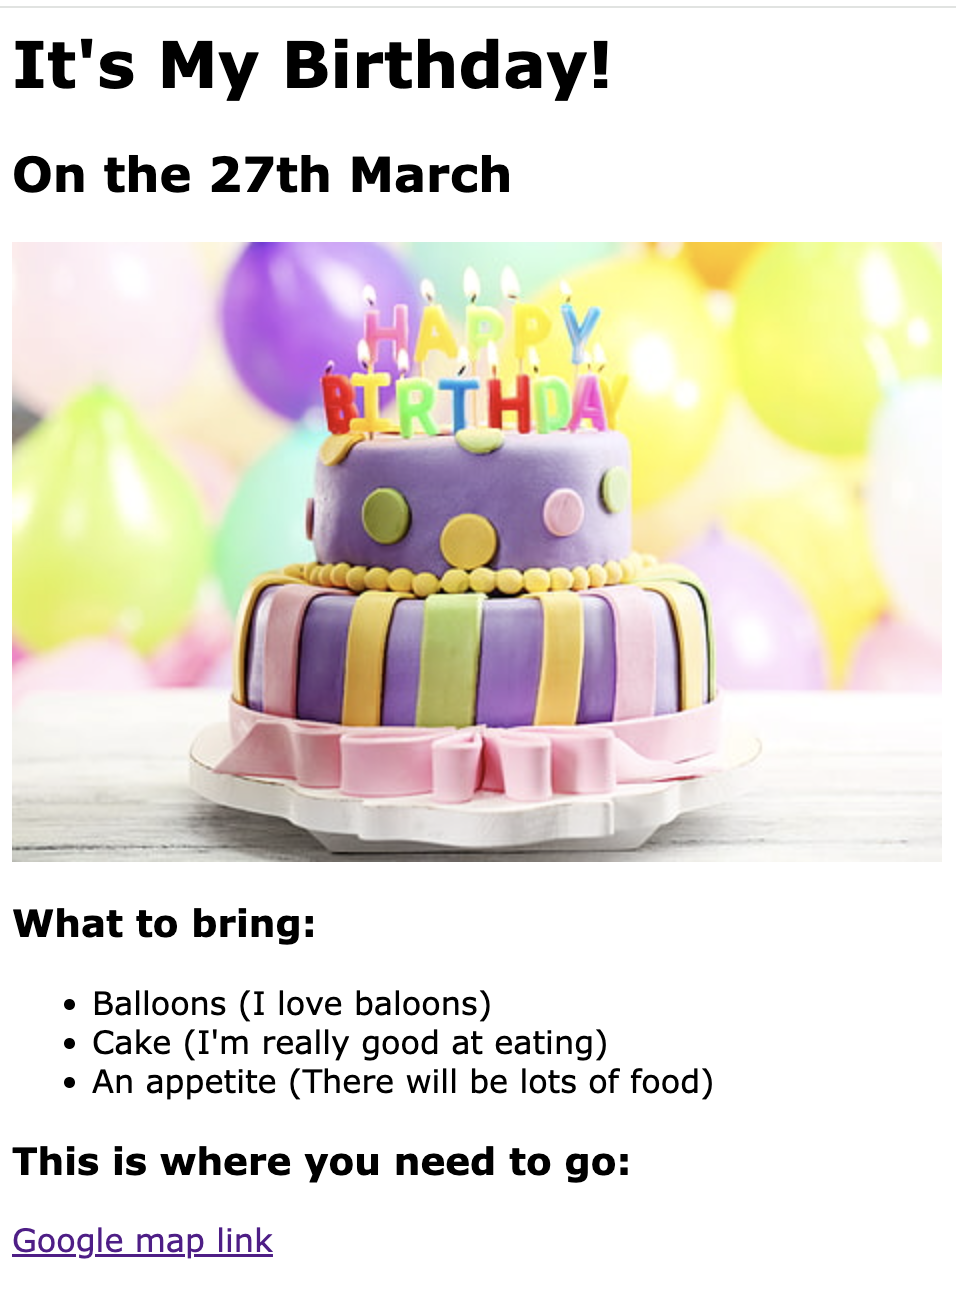 It's My Birthday!
On the 27th March
HAPPY
BIRTHDAY
What to bring:
Balloons (I love baloons)
Cake (I'm really good at eating)
An appetite (There will be lots of food)
This is where you need to go:
Google map link